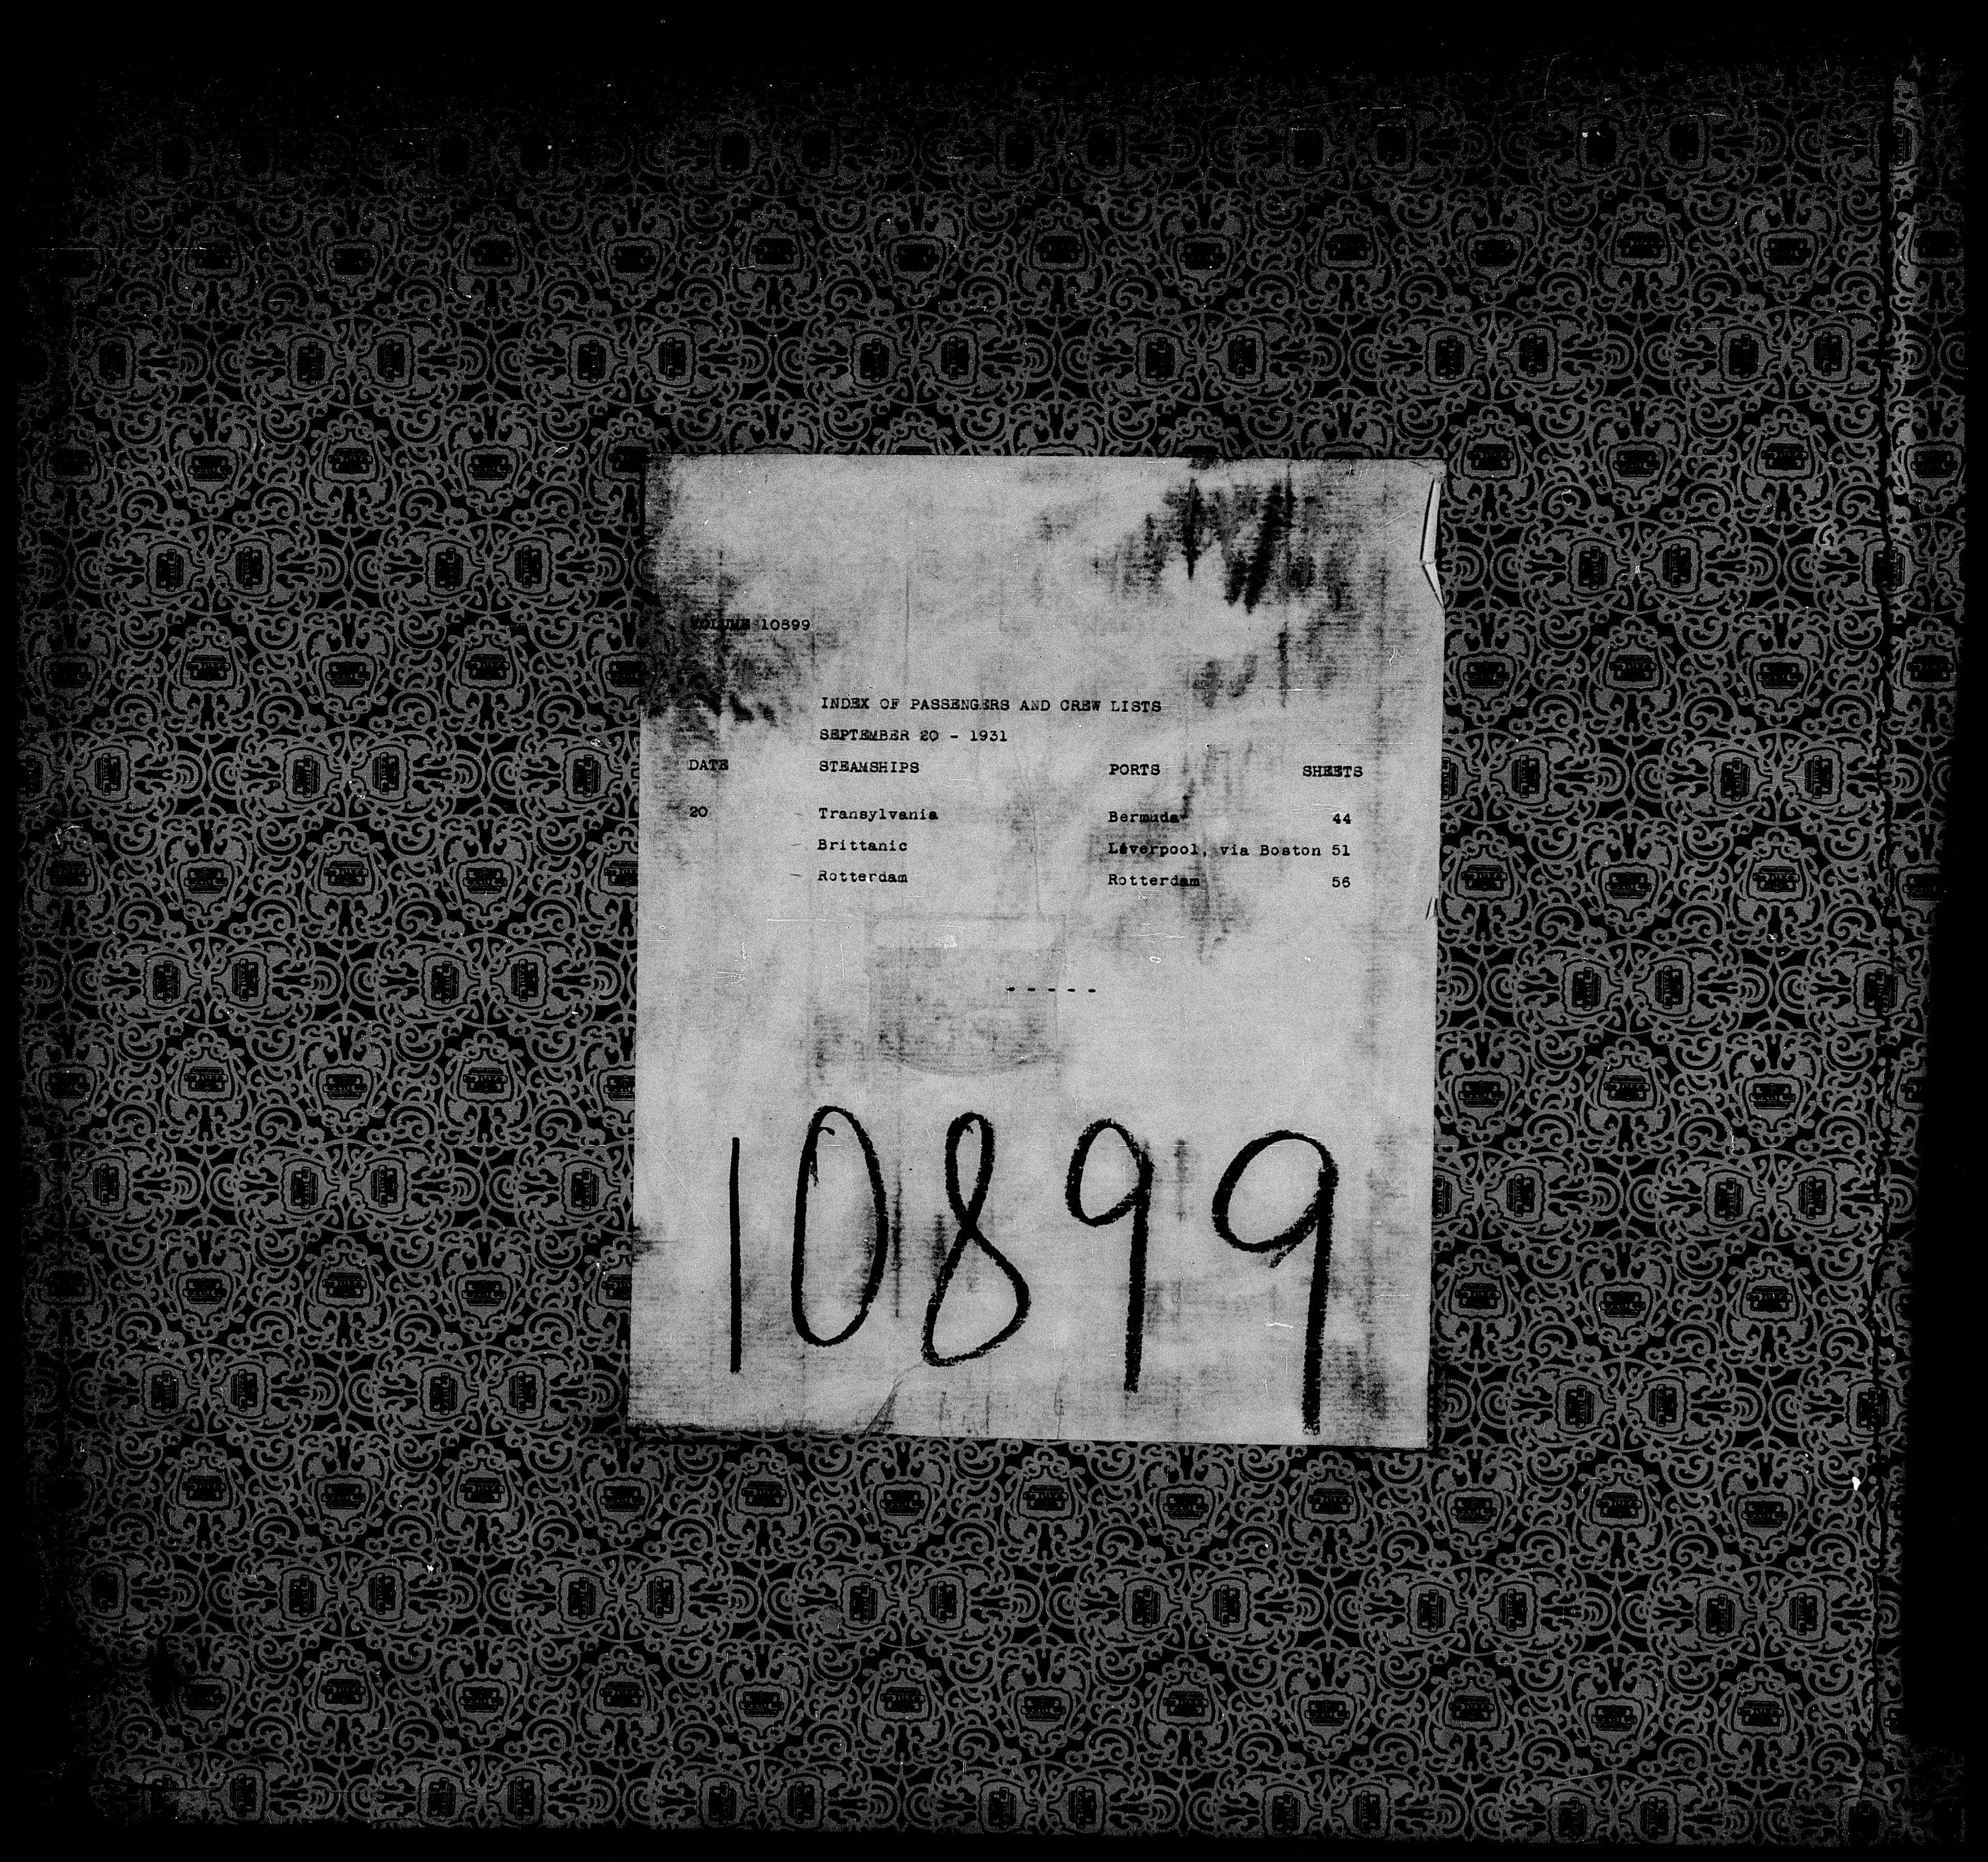 VOLUME 10899
INDEX OF PASSENGERS AND CREW LISTS
SEPTEMBER 20 - 1931
DATE STEAMSHIPS PORTS SHEETS
20 - Transylvania Bermuda 44
- Brittanic Liverpool, via Boston 51
- Rotterdam Rotterdam 56
-----
10899